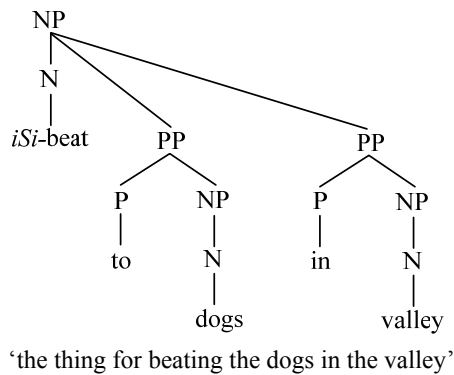 NP
N
iSi-beat PP PP
P NP P NP
to N in N
dogs valley
‘the thing for beating the dogs in the valley’